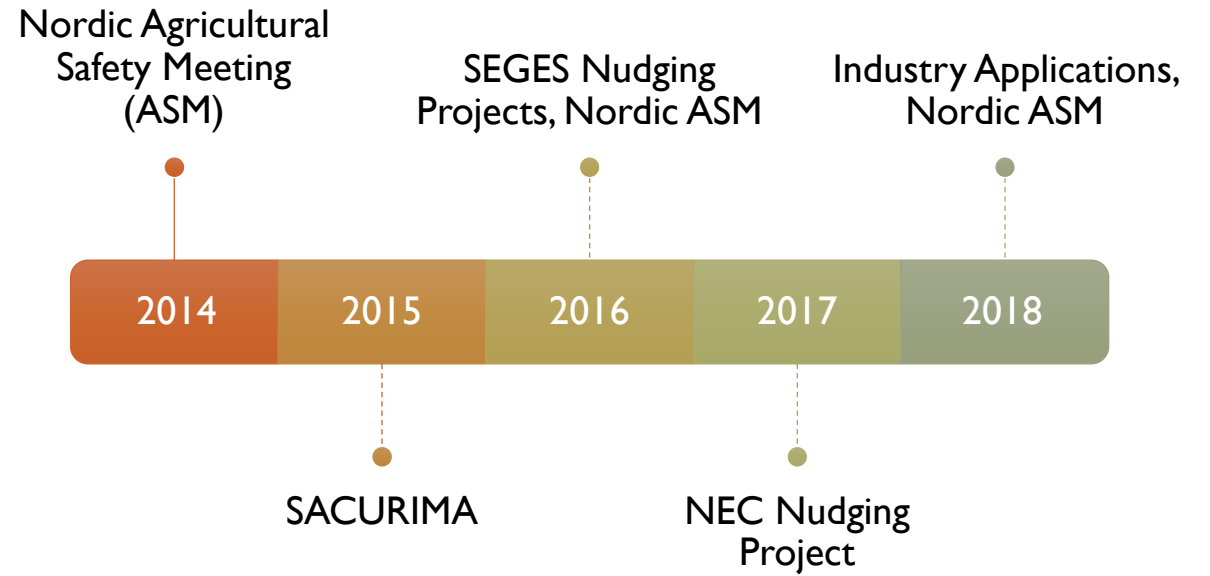 Nordic Agricultural
Safety Meeting
(ASM)
SEGES Nudging
Projects, Nordic ASM
Industry Applications,
Nordic ASM
2014
2015
2016
2017
2018
SACURIMA
NEC Nudging
Project